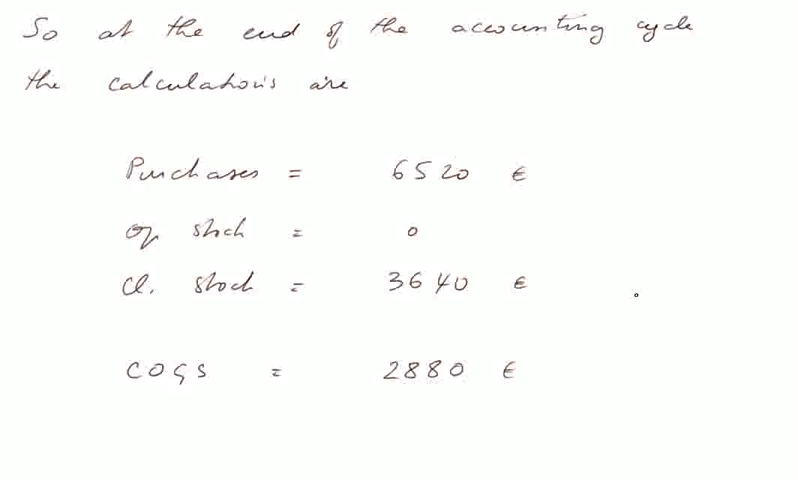 So at the end of the accounting cycle
the calculations are
Purchases = 6520 €
Op stock = 0
Cl. stock = 3640 €
COGS = 2880 €